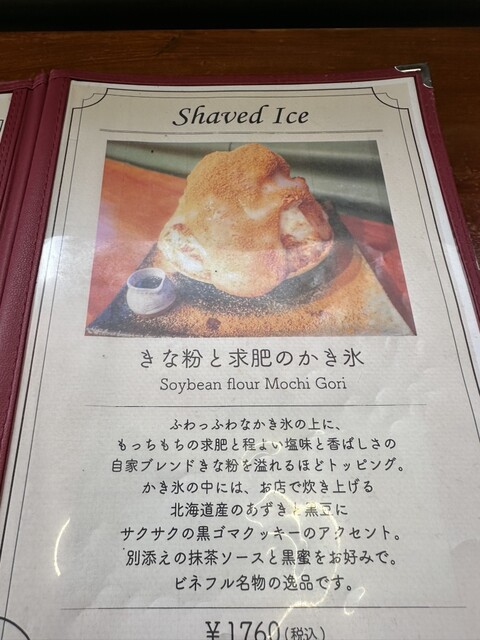 Shaved Ice
きな粉と求肥のかき氷
Soybean flour Mochi Gori
ふわっふわなかき氷の上に、
もっちもちの求肥と程よい塩味と香ばしさの
自家ブレンドきな粉を溢れるほどトッピング。
かき氷の中には、お店で炊き上げる
北海道産のあずきと黒豆に
サクサクの黒ゴマクッキーのアクセント。
別添えの抹茶ソースと黒蜜をお好みで。
ビネフル名物の逸品です。
¥1760(税込)